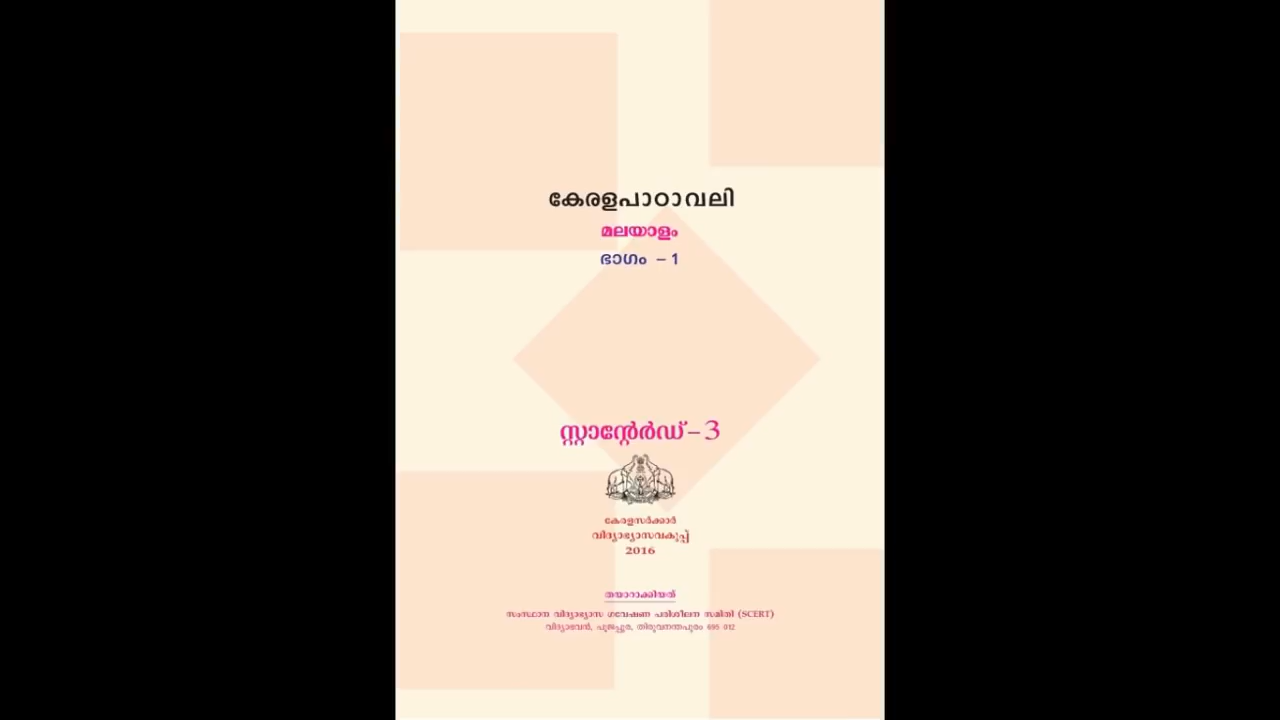 കേരളപാഠാവലി
മലയാളം
ഭാഗം - 1
സ്റ്റാന്റേർഡ് - 3
കേരളസർക്കാർ
വിദ്യാഭ്യാസവകുപ്പ്
2016
തയാറാക്കിയത്
സംസ്ഥാന വിദ്യാഭ്യാസ ഗവേഷണ പരിശീലന സമിതി (SCERT)
വിദ്യാഭവൻ, പൂജപ്പുര, തിരുവനന്തപുരം 695 012